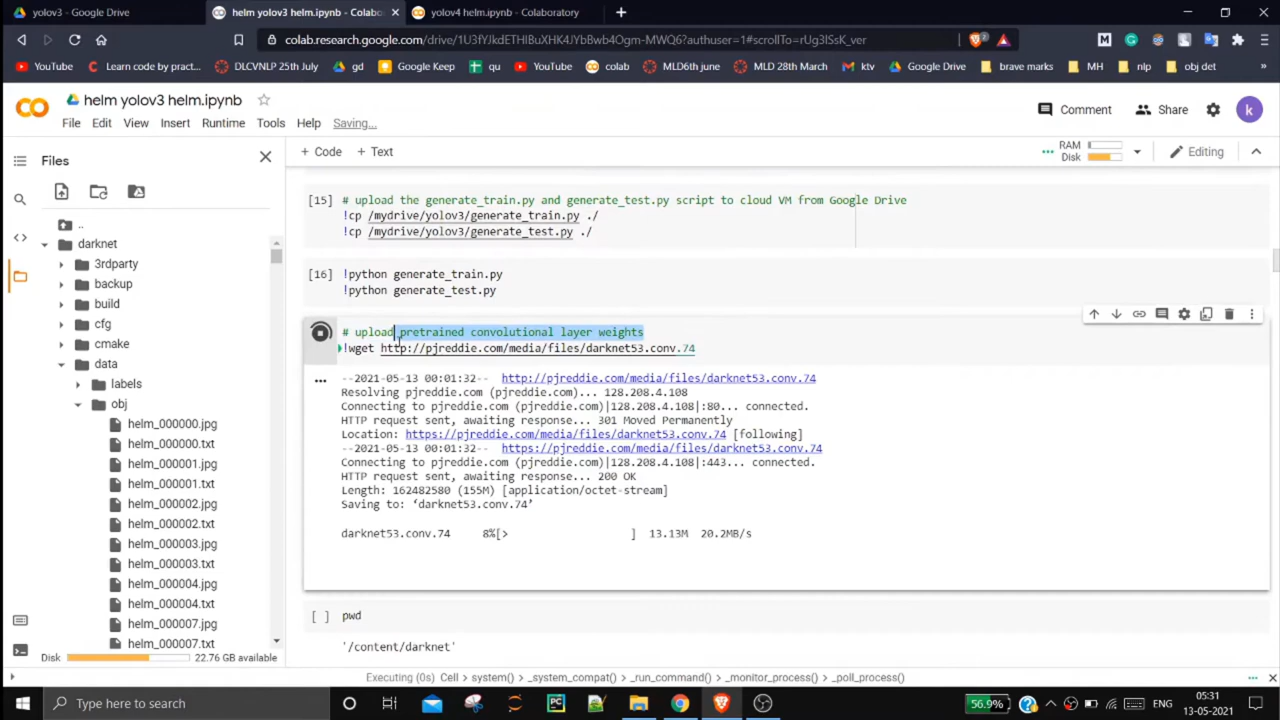 yolov3 - Google Drive
helm yolov3 helm.ipynb - Colabo
yolov4 helm.ipynb - Colaboratory
colab.research.google.com/drive/1U3fYJkdETHIBuXHK4JYbBwb4Ogm-MWQ6?authuser=1#scrollTo=rUg3lSsK_ver
YouTube
Learn code by pract...
DLCVNLP 25th July
gd
Google Keep
qu
YouTube
colab
MLD6th june
MLD 28th March
ktv
Google Drive
brave marks
MH
nlp
obj det
»
CO
helm yolov3 helm.ipynb
Comment
Share
k
File Edit View Insert Runtime Tools Help Saving...
Files
+ Code + Text
RAM
Disk
Editing
..
darknet
3rdparty
backup
build
cfg
cmake
data
labels
obj
helm_000000.jpg
helm_000000.txt
helm_000001.jpg
helm_000001.txt
helm_000002.jpg
helm_000002.txt
helm_000003.jpg
helm_000003.txt
helm_000004.jpg
helm_000004.txt
helm_000007.jpg
helm_000007.txt
Disk 22.76 GB available
[15] # upload the generate_train.py and generate_test.py script to cloud VM from Google Drive
!cp /mydrive/yolov3/generate_train.py ./
!cp /mydrive/yolov3/generate_test.py ./
[16] !python generate_train.py
!python generate_test.py
# upload pretrained convolutional layer weights
!wget http://pjreddie.com/media/files/darknet53.conv.74
--2021-05-13 00:01:32-- http://pjreddie.com/media/files/darknet53.conv.74
Resolving pjreddie.com (pjreddie.com)... 128.208.4.108
Connecting to pjreddie.com (pjreddie.com)|128.208.4.108|:80... connected.
HTTP request sent, awaiting response... 301 Moved Permanently
Location: https://pjreddie.com/media/files/darknet53.conv.74 [following]
--2021-05-13 00:01:32-- https://pjreddie.com/media/files/darknet53.conv.74
Connecting to pjreddie.com (pjreddie.com)|128.208.4.108|:443... connected.
HTTP request sent, awaiting response... 200 OK
Length: 162482580 (155M) [application/octet-stream]
Saving to: ‘darknet53.conv.74’
darknet53.conv.74 8%[> ] 13.13M 20.2MB/s
[ ] pwd
'/content/darknet'
Executing (0s) Cell > system() > _system_compat() > _run_command() > _monitor_process() > _poll_process()
Type here to search
56.9%
ENG
05:31
13-05-2021